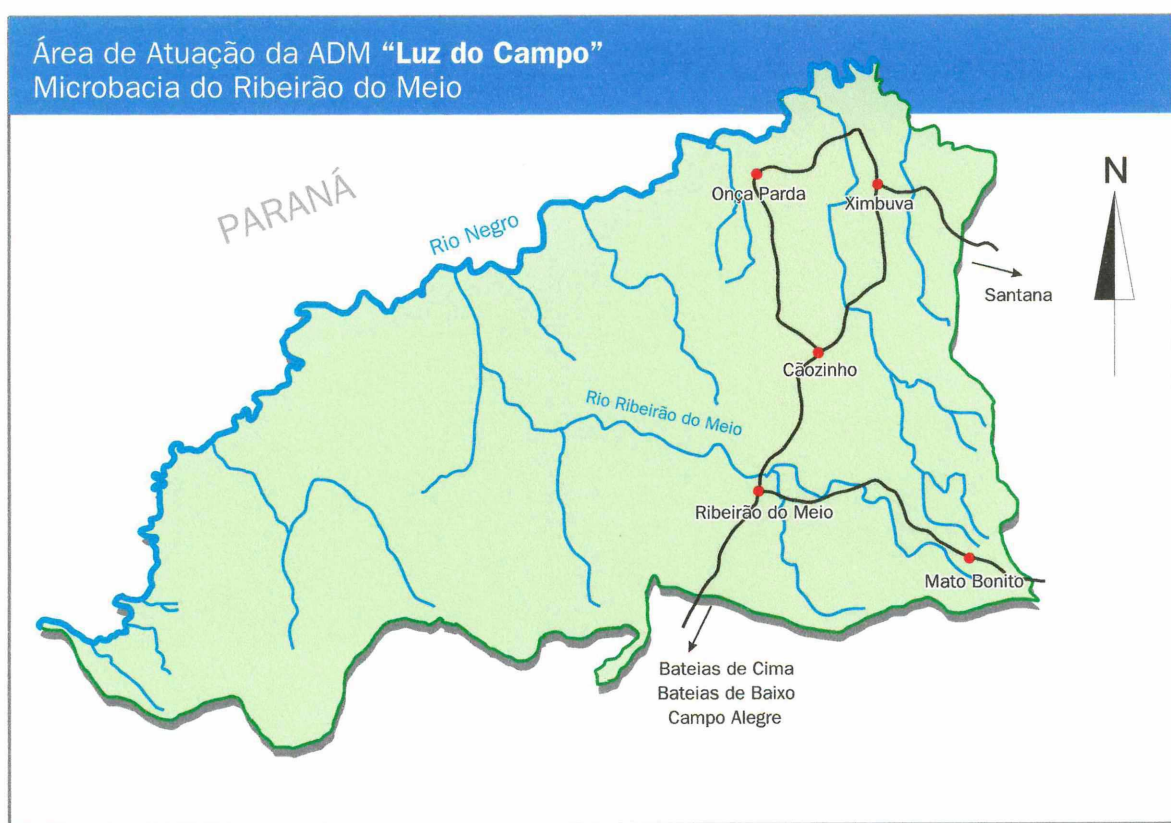 Área de Atuação da ADM “Luz do Campo”
Microbacia do Ribeirão do Meio
PARANÁ
Rio Negro
Onça Parda
Ximbuva
N
Santana
Cãozinho
Rio Ribeirão do Meio
Ribeirão do Meio
Mato Bonito
Bateias de Cima
Bateias de Baixo
Campo Alegre